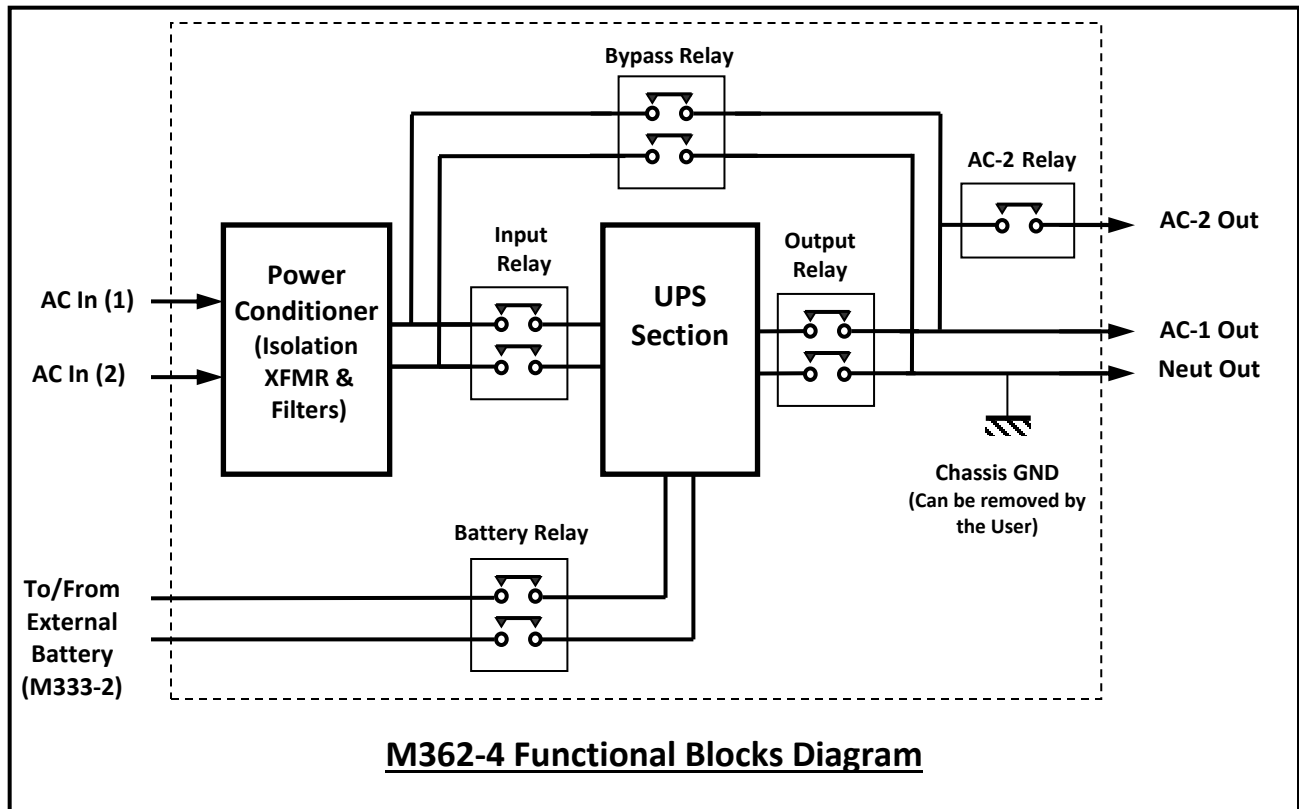 Bypass Relay
AC-2 Relay
AC-2 Out
Input
Relay
Output
Relay
Power
Conditioner
(Isolation
XFMR &
Filters)
UPS
Section
AC In (1)
AC In (2)
AC-1 Out
Neut Out
Chassis GND
(Can be removed by
the User)
Battery Relay
To/From
External
Battery
(M333-2)
M362-4 Functional Blocks Diagram